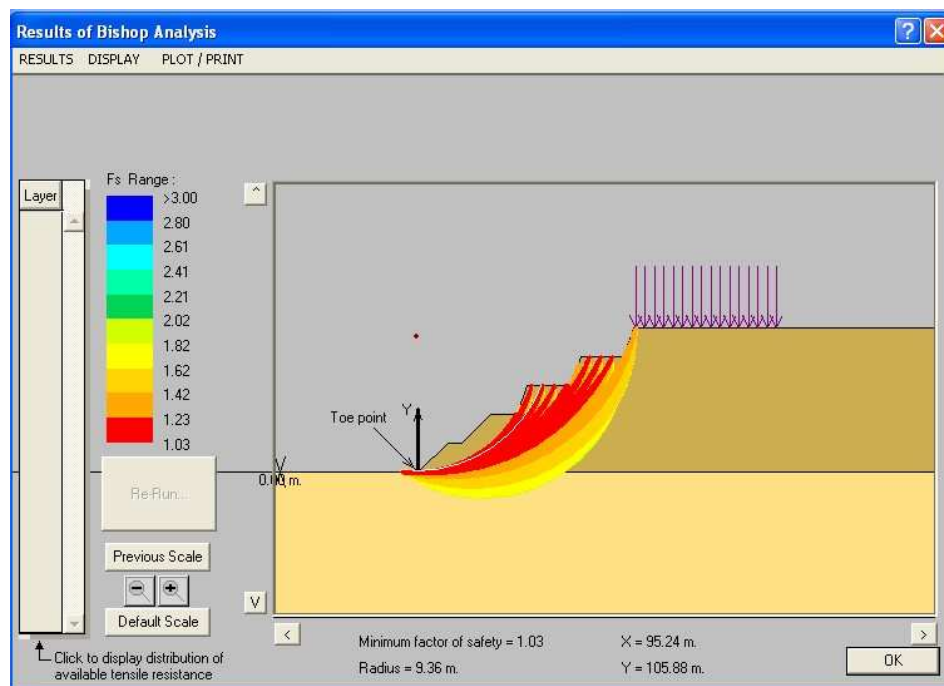 Results of Bishop Analysis
RESULTS DISPLAY PLOT / PRINT
Layer
Fs Range :
>3.00
2.80
2.61
2.41
2.21
2.02
1.82
1.62
1.42
1.23
1.03
Re-Run...
Previous Scale
Default Scale
Click to display distribution of
available tensile resistance
^
V
Toe point
Y
0.00 m.
<
>
Minimum factor of safety = 1.03 X = 95.24 m.
Radius = 9.36 m. Y = 105.88 m.
OK